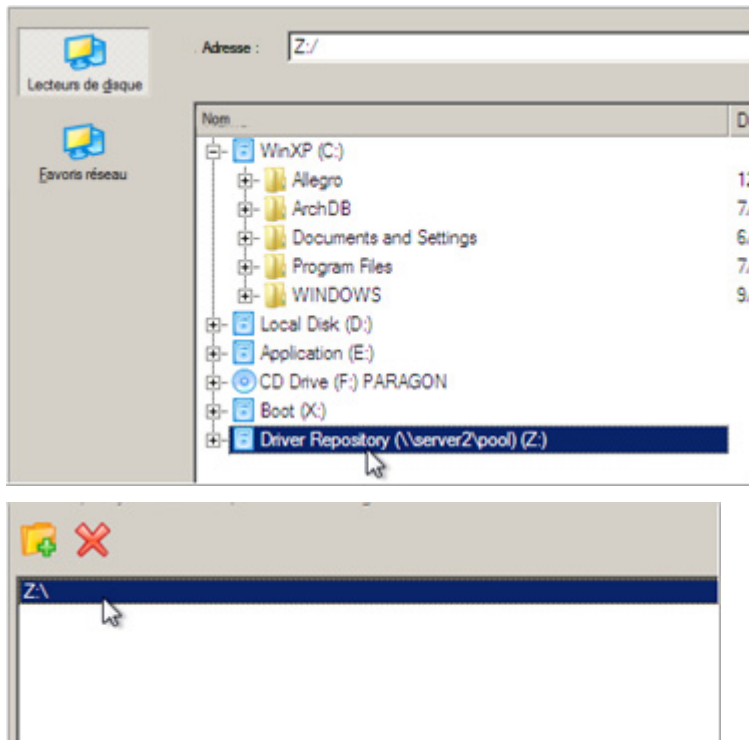 Adresse : Z:/
Lecteurs de disque
Favoris réseau
Nom
WinXP (C:)
Allegro
ArchDB
Documents and Settings
Program Files
WINDOWS
Local Disk (D:)
Application (E:)
CD Drive (F:) PARAGON
Boot (X:)
Driver Repository (\\server2\pool) (Z:)
Z:\